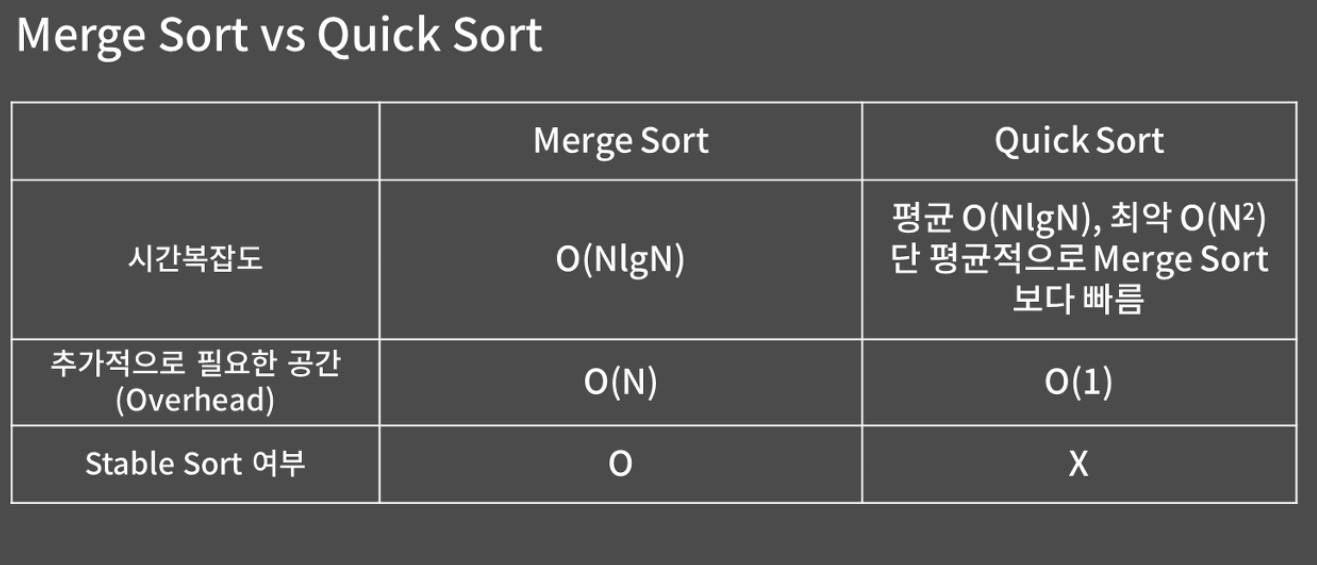 Merge Sort vs Quick Sort
Merge Sort
Quick Sort
시간복잡도
O(NlgN)
평균 O(NlgN), 최악 O(N²)
단 평균적으로 Merge Sort
보다 빠름
추가적으로 필요한 공간
(Overhead)
O(N)
O(1)
Stable Sort 여부
O
X